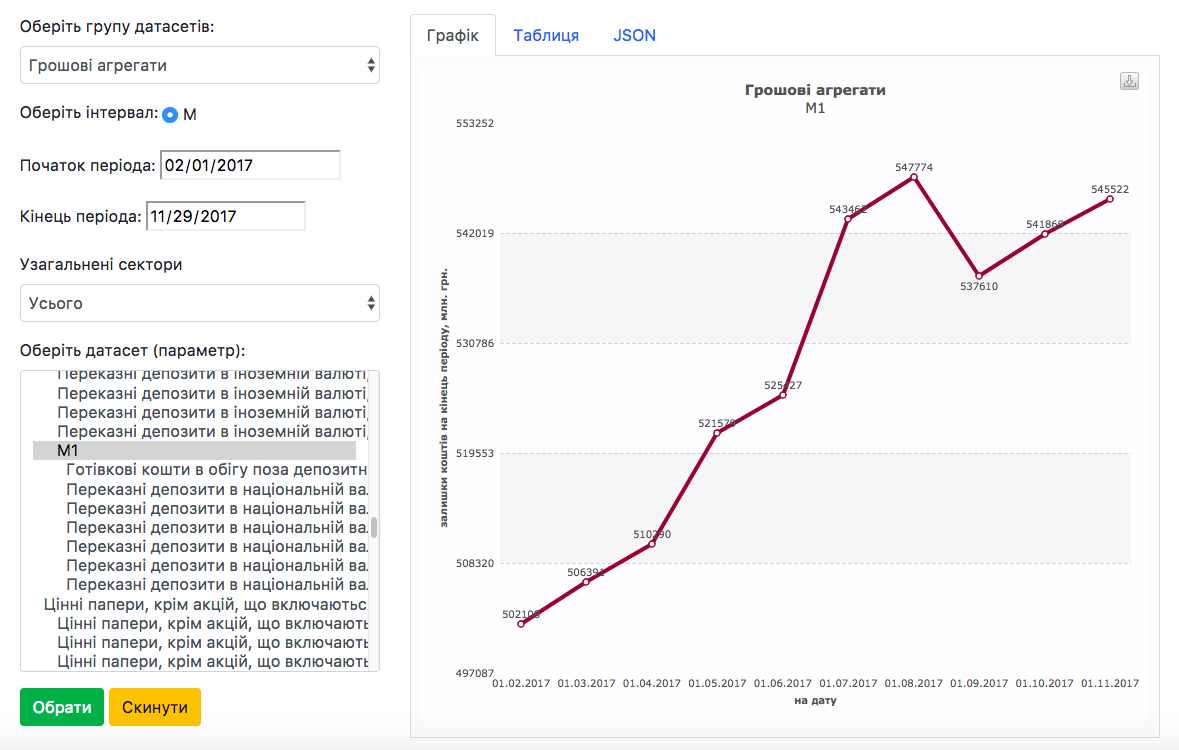 Оберіть групу датасетів:
Грошові агрегати
Оберіть інтервал: М
Початок періода: 02/01/2017
Кінець періода: 11/29/2017
Узагальнені сектори
Усього
Оберіть датасет (параметр):
Переказні депозити в іноземній валюті,
Переказні депозити в іноземній валюті,
Переказні депозити в іноземній валюті,
Переказні депозити в іноземній валюті,
М1
Готівкові кошти в обігу поза депозитн
Переказні депозити в національній ва
Переказні депозити в національній ва
Переказні депозити в національній ва
Переказні депозити в національній ва
Переказні депозити в національній ва
Переказні депозити в національній ва
Цінні папери, крім акцій, що включаютьс
Цінні папери, крім акцій, що включають
Цінні папери, крім акцій, що включають
Цінні папери, крім акцій, що включають
Обрати Скинути
Графік Таблиця JSON
Грошові агрегати
М1
553252
542019
530786
519553
508320
497087
залишки коштів на кінець періоду, млн. грн.
506391
510290
547774
537610
545522
01.02.2017 01.03.2017 01.04.2017 01.05.2017 01.06.2017 01.07.2017 01.08.2017 01.09.2017 01.10.2017 01.11.2017
на дату